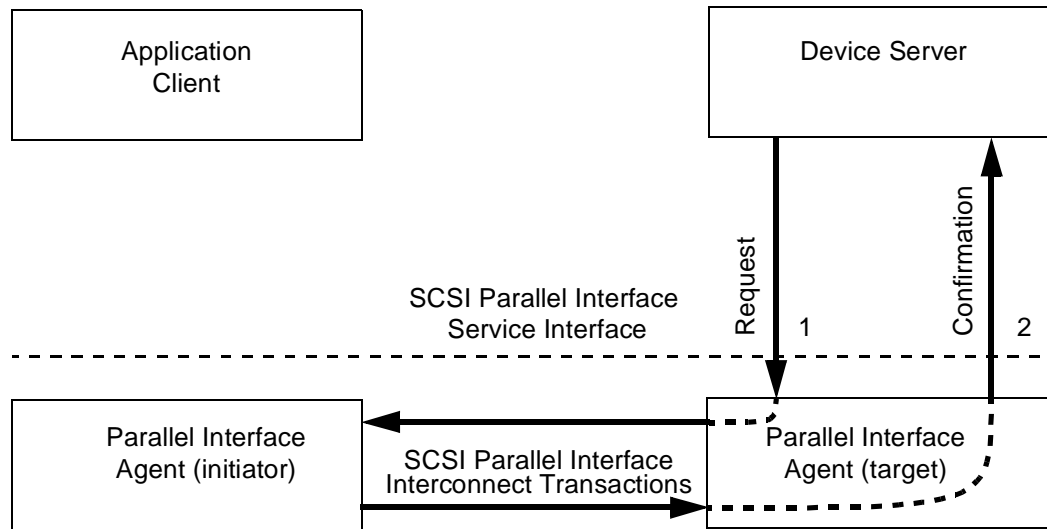 Application
Client
Device Server
Request
1
Confirmation
2
SCSI Parallel Interface
Service Interface
Parallel Interface
Agent (initiator)
SCSI Parallel Interface
Interconnect Transactions
Parallel Interface
Agent (target)